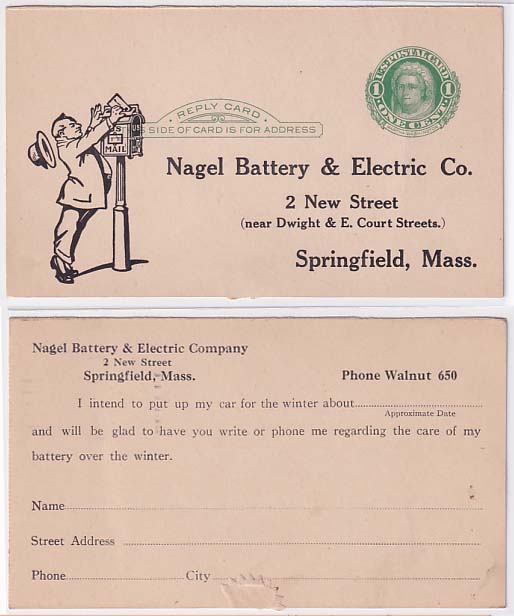 U.S. POSTAL CARD
1 ONE CENT 1
REPLY CARD
SIDE OF CARD IS FOR ADDRESS
MAIL
Nagel Battery & Electric Co.
2 New Street
(near Dwight & E. Court Streets.)
Springfield, Mass.
Nagel Battery & Electric Company
2 New Street
Springfield, Mass. Phone Walnut 650
I intend to put up my car for the winter about
Approximate Date
and will be glad to have you write or phone me regarding the care of my
battery over the winter.
Name
Street Address
Phone City